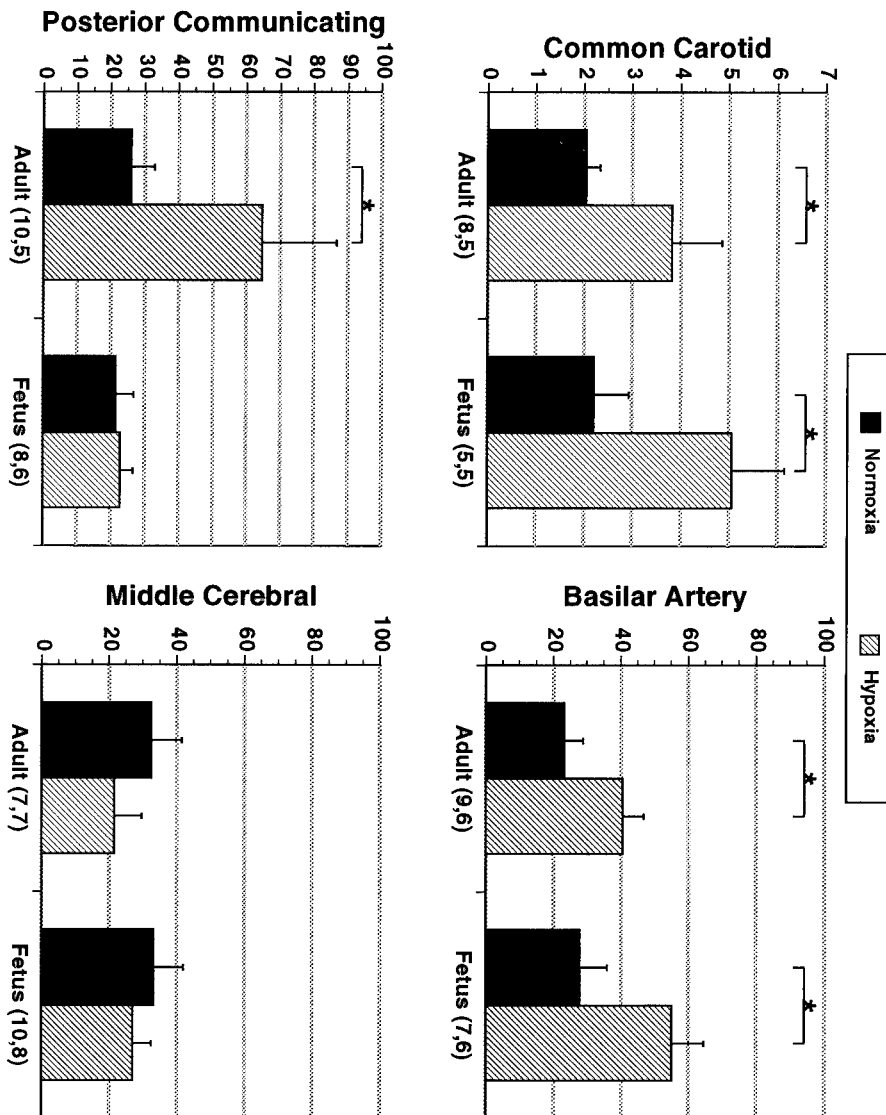 Normoxia
Hypoxia
Common Carotid
7
6
5
4
3
2
1
0
*
*
Adult (8,5)
Fetus (5,5)
Basilar Artery
100
80
60
40
20
0
*
*
Adult (9,6)
Fetus (7,6)
Posterior Communicating
100
90
80
70
60
50
40
30
20
10
0
*
Adult (10,5)
Fetus (8,6)
Middle Cerebral
100
80
60
40
20
0
Adult (7,7)
Fetus (10,8)